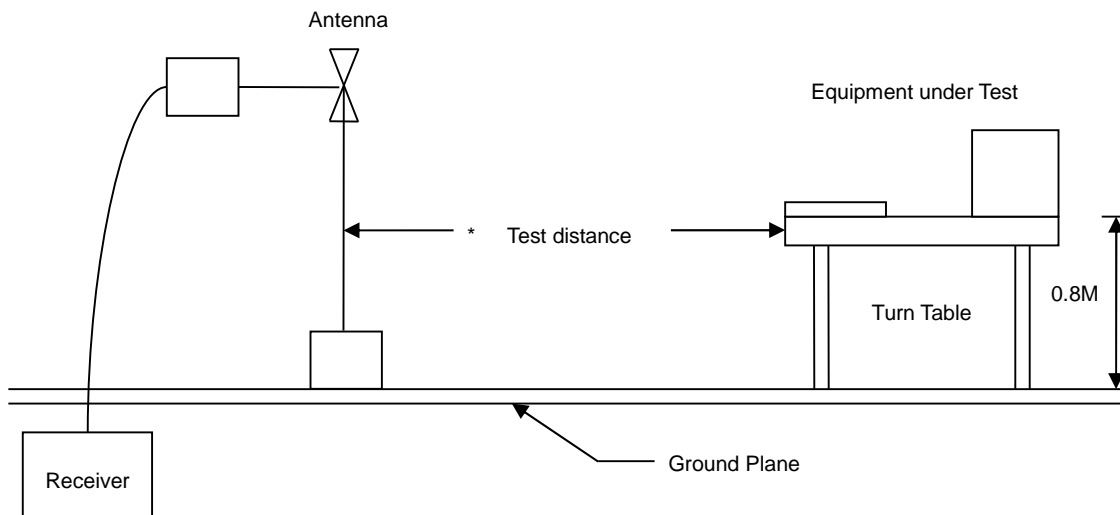 Antenna
Equipment under Test
* Test distance
0.8M
Turn Table
Ground Plane
Receiver